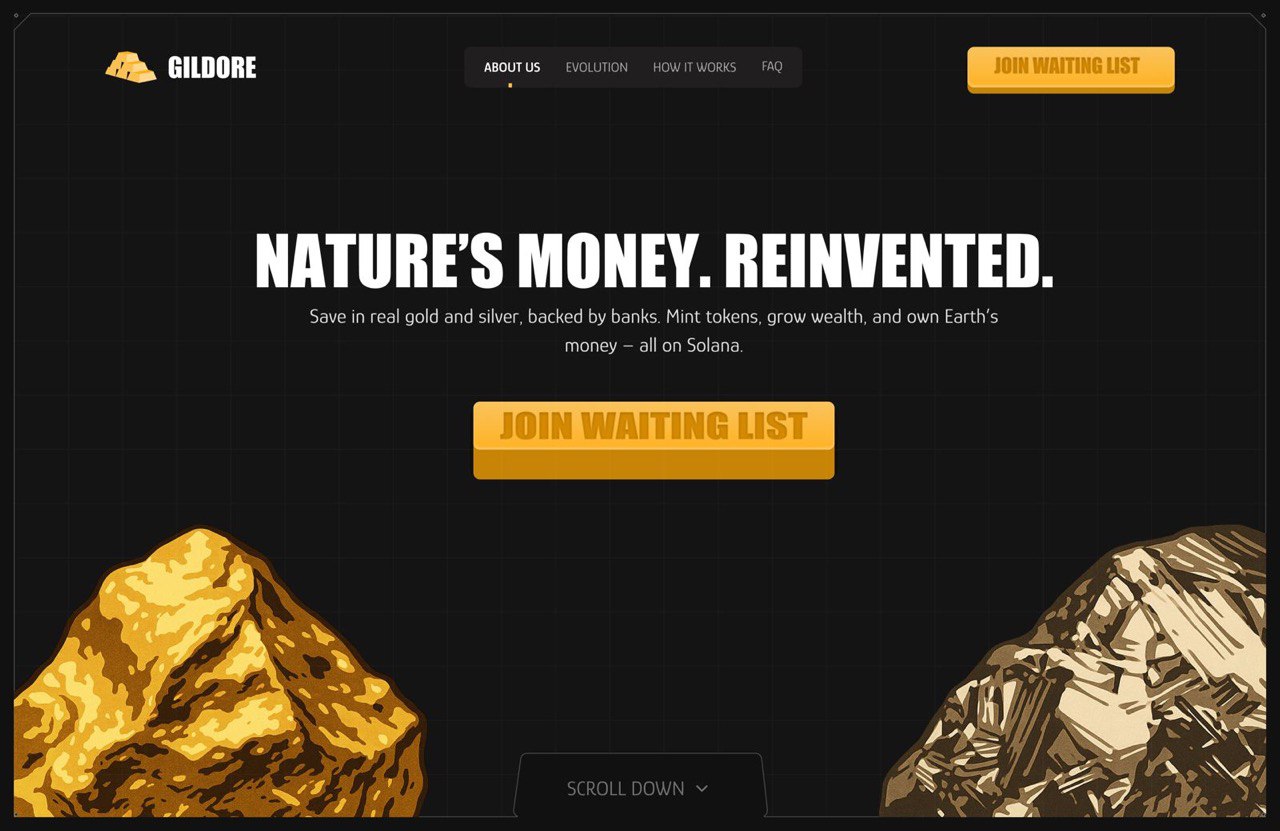 GILDORE
ABOUT US
EVOLUTION
HOW IT WORKS
FAQ
JOIN WAITING LIST
NATURE’S MONEY. REINVENTED.
Save in real gold and silver, backed by banks. Mint tokens, grow wealth, and own Earth’s
money – all on Solana.
JOIN WAITING LIST
SCROLL DOWN